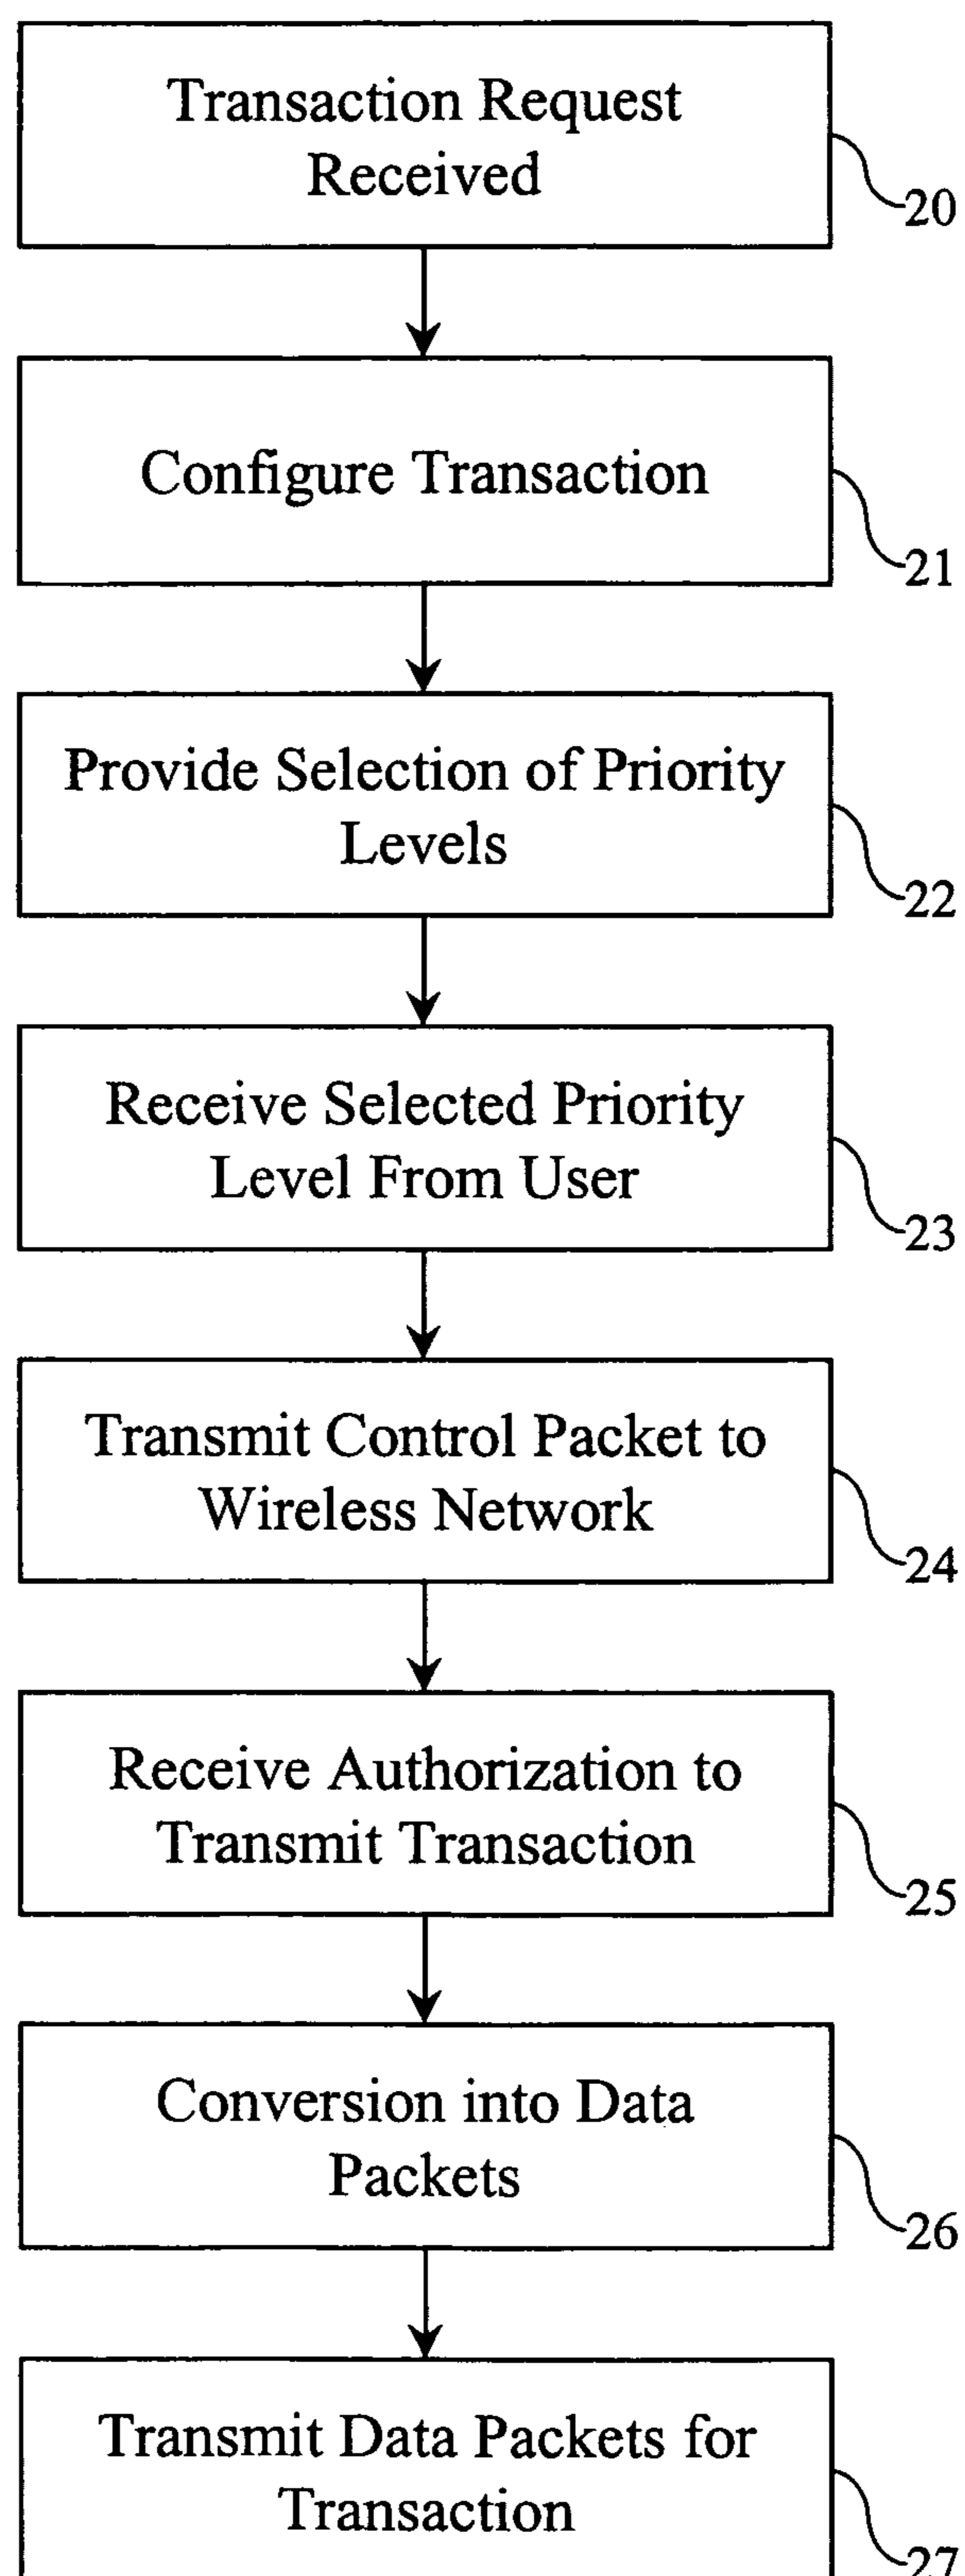 Transaction Request
Received
20
Configure Transaction
21
Provide Selection of Priority
Levels
22
Receive Selected Priority
Level From User
23
Transmit Control Packet to
Wireless Network
24
Receive Authorization to
Transmit Transaction
25
Conversion into Data
Packets
26
Transmit Data Packets for
Transaction
27